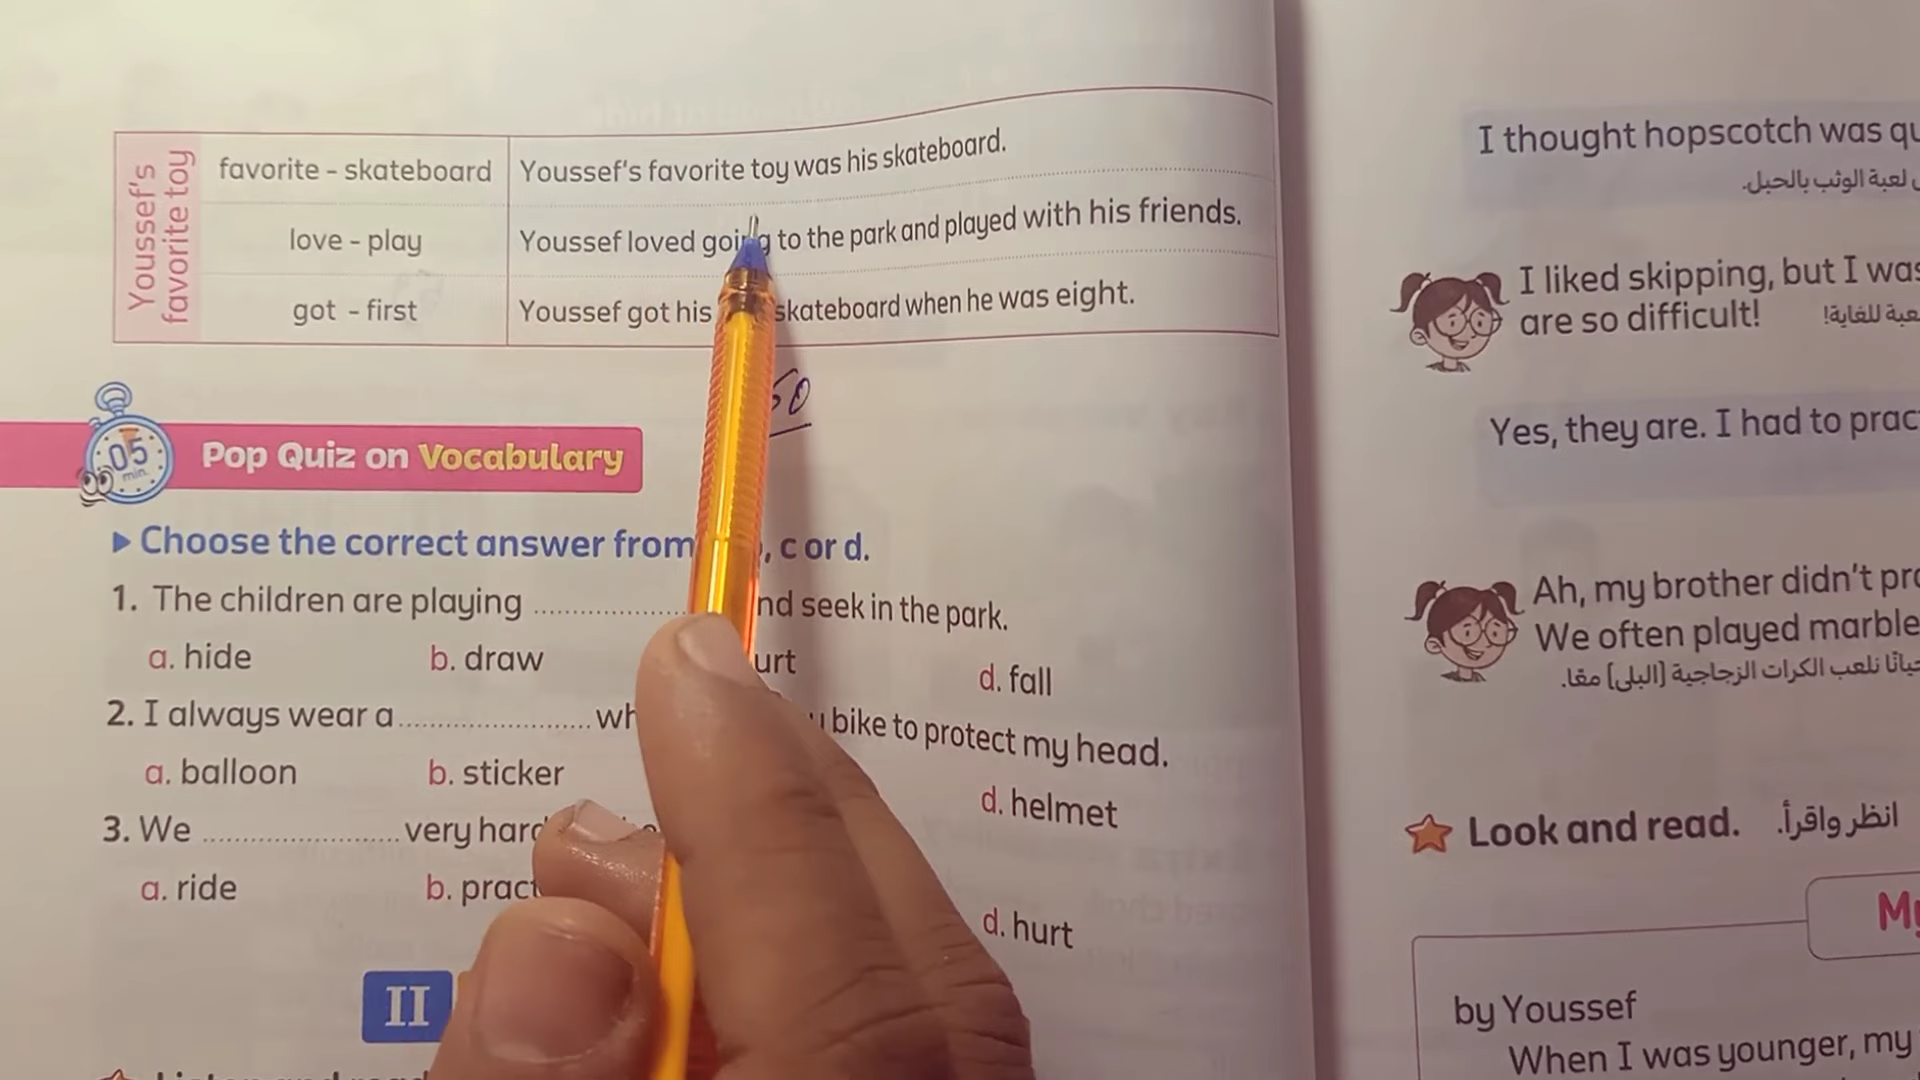 Youssef's
favorite toy
favorite - skateboard
Youssef's favorite toy was his skateboard.
love - play
Youssef loved going to the park and played with his friends.
got - first
Youssef got his skateboard when he was eight.
05
min.
Pop Quiz on Vocabulary
Choose the correct answer from , c or d.
1. The children are playing .................... nd seek in the park.
a. hide
b. draw
urt
d. fall
2. I always wear a ........................ wh bike to protect my head.
a. balloon
b. sticker
d. helmet
3. We ........................ very hard
a. ride
b. pract
d. hurt
II
I thought hopscotch was qu
لعبة الوثب بالحبل.
I liked skipping, but I was
are so difficult!
عبة للغاية!
Yes, they are. I had to prac
Ah, my brother didn't pr
We often played marble
نلعب الكرات الزجاجية [البلى] معًا.
Look and read. انظر واقرأ.
My
by Youssef
When I was younger, my